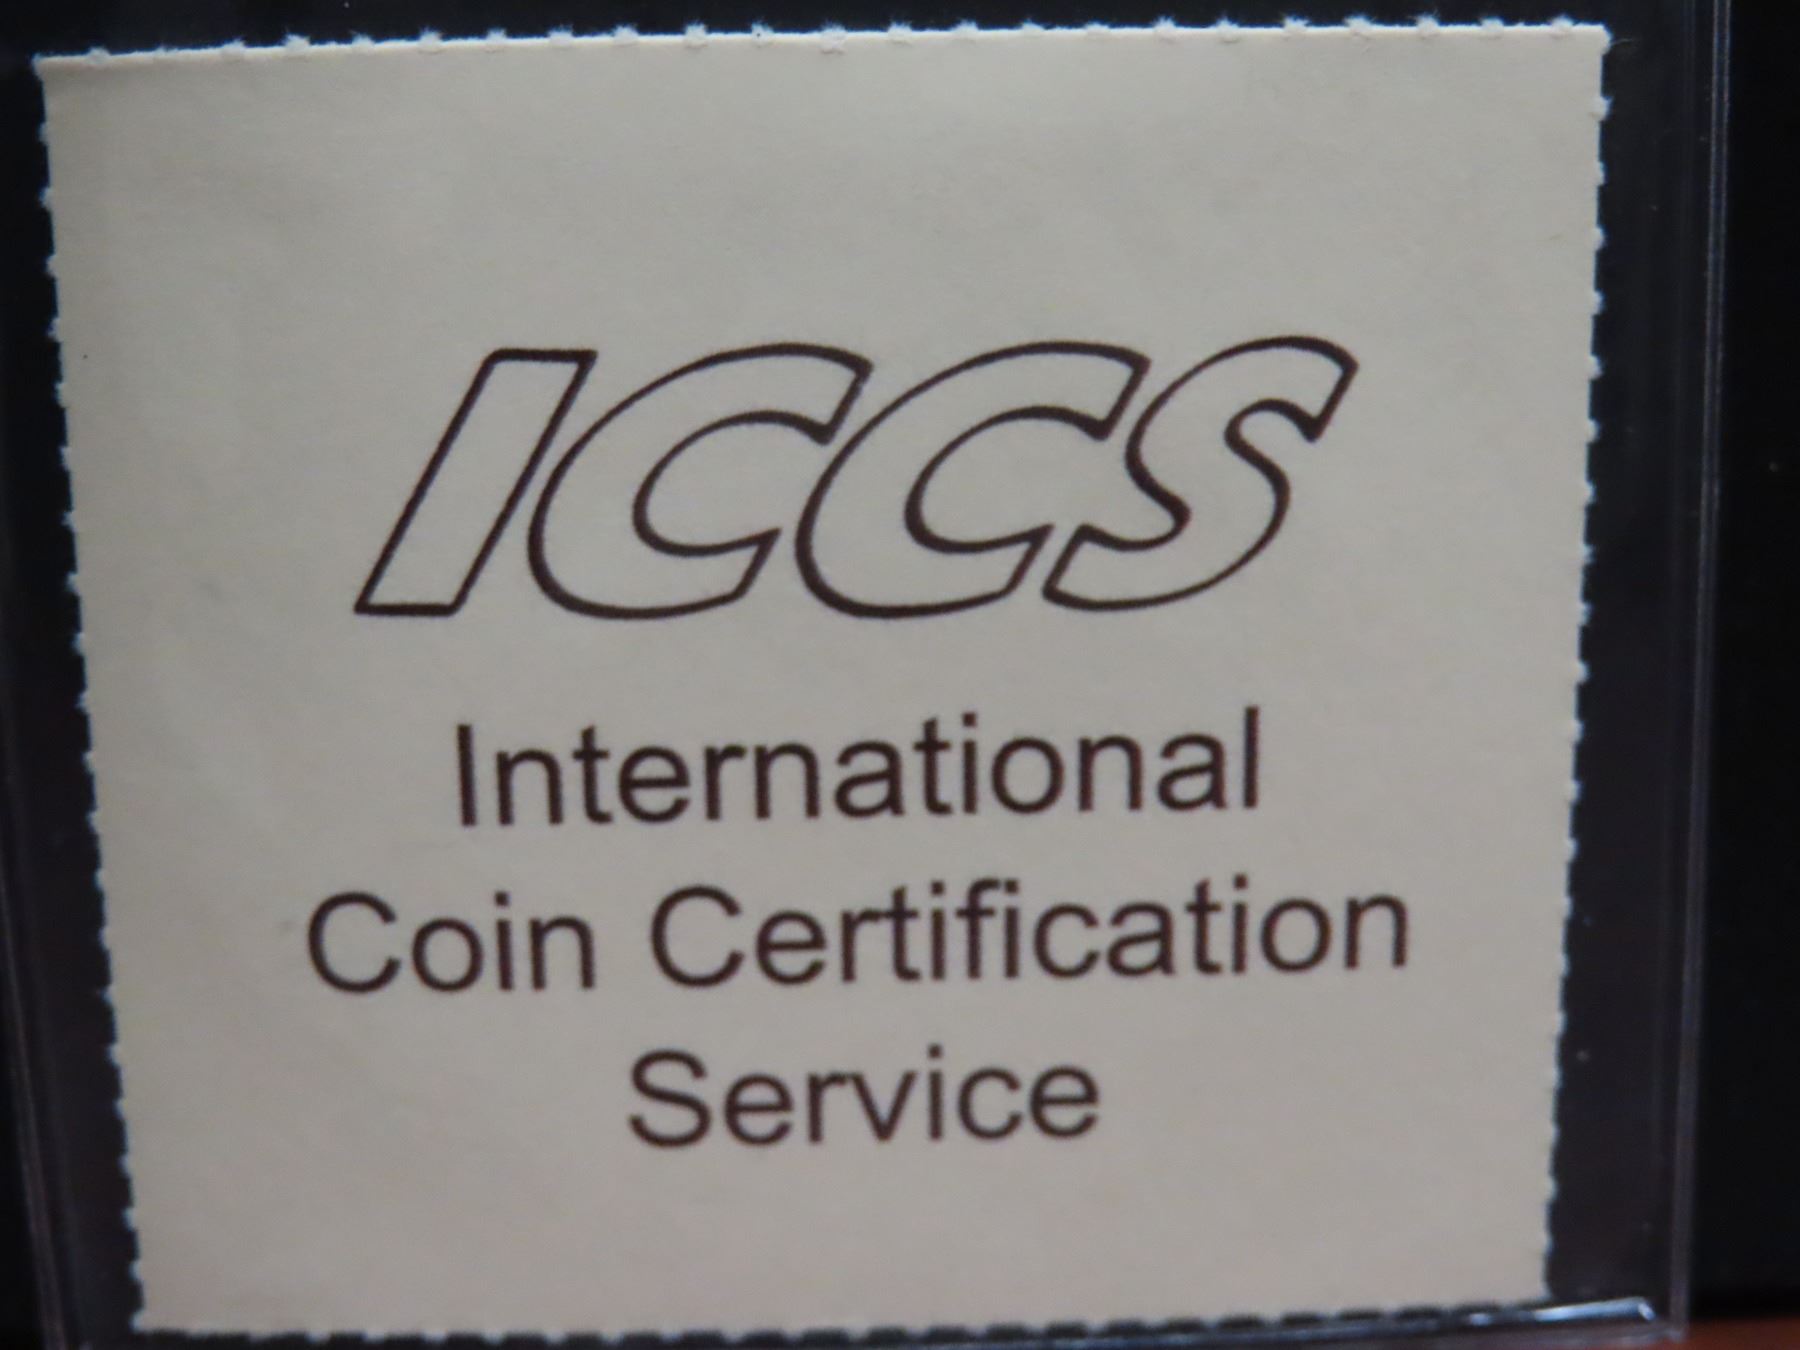 ICCS
International
Coin Certification
Service